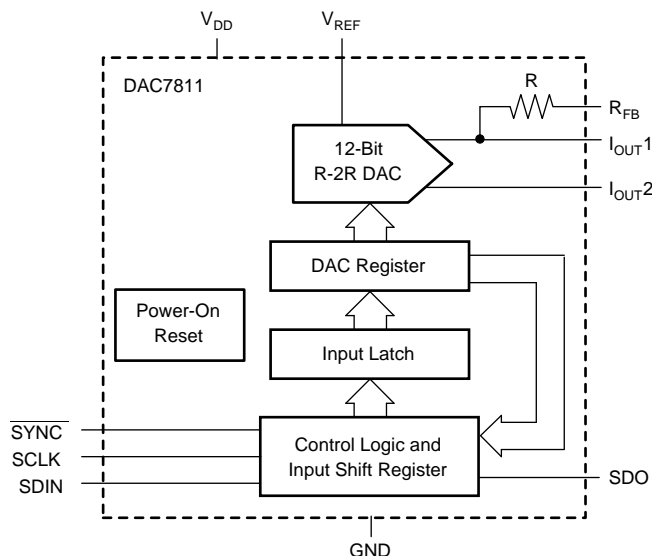 V_DD
V_REF
DAC7811
R
R_FB
12-Bit
R-2R DAC
I_OUT1
I_OUT2
DAC Register
Power-On
Reset
Input Latch
SYNC
SCLK
SDIN
Control Logic and
Input Shift Register
SDO
GND